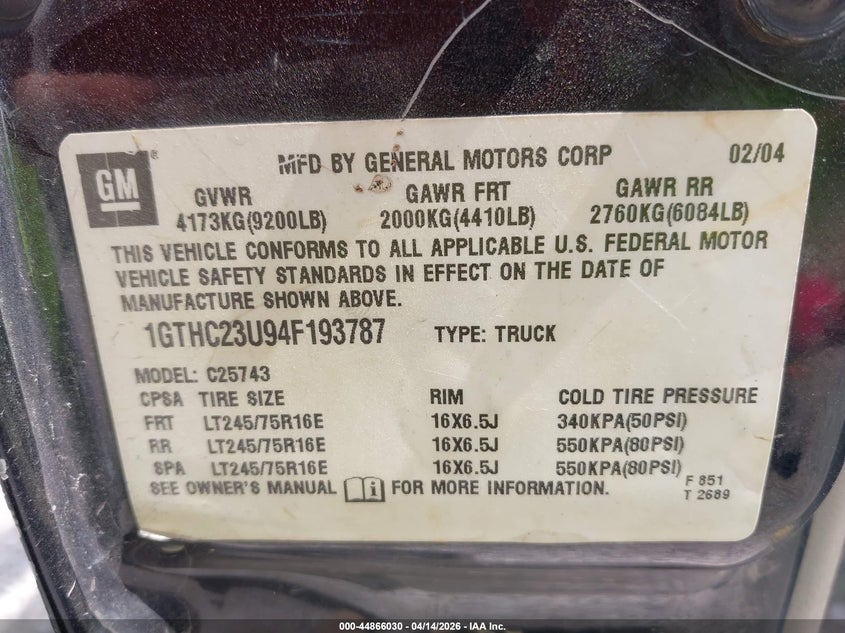 GM
MFD BY GENERAL MOTORS CORP 02/04
GVWR GAWR FRT GAWR RR
4173KG(9200LB) 2000KG(4410LB) 2760KG(6084LB)
THIS VEHICLE CONFORMS TO ALL APPLICABLE U.S. FEDERAL MOTOR
VEHICLE SAFETY STANDARDS IN EFFECT ON THE DATE OF
MANUFACTURE SHOWN ABOVE.
1GTHC23U94F193787 TYPE: TRUCK
MODEL: C25743
CPSA TIRE SIZE RIM COLD TIRE PRESSURE
FRT LT245/75R16E 16X6.5J 340KPA(50PSI)
RR LT245/75R16E 16X6.5J 550KPA(80PSI)
SPA LT245/75R16E 16X6.5J 550KPA(80PSI)
SEE OWNER'S MANUAL FOR MORE INFORMATION.
F 851
T 2689
000-44866030 - 04/14/2026 - IAA Inc.